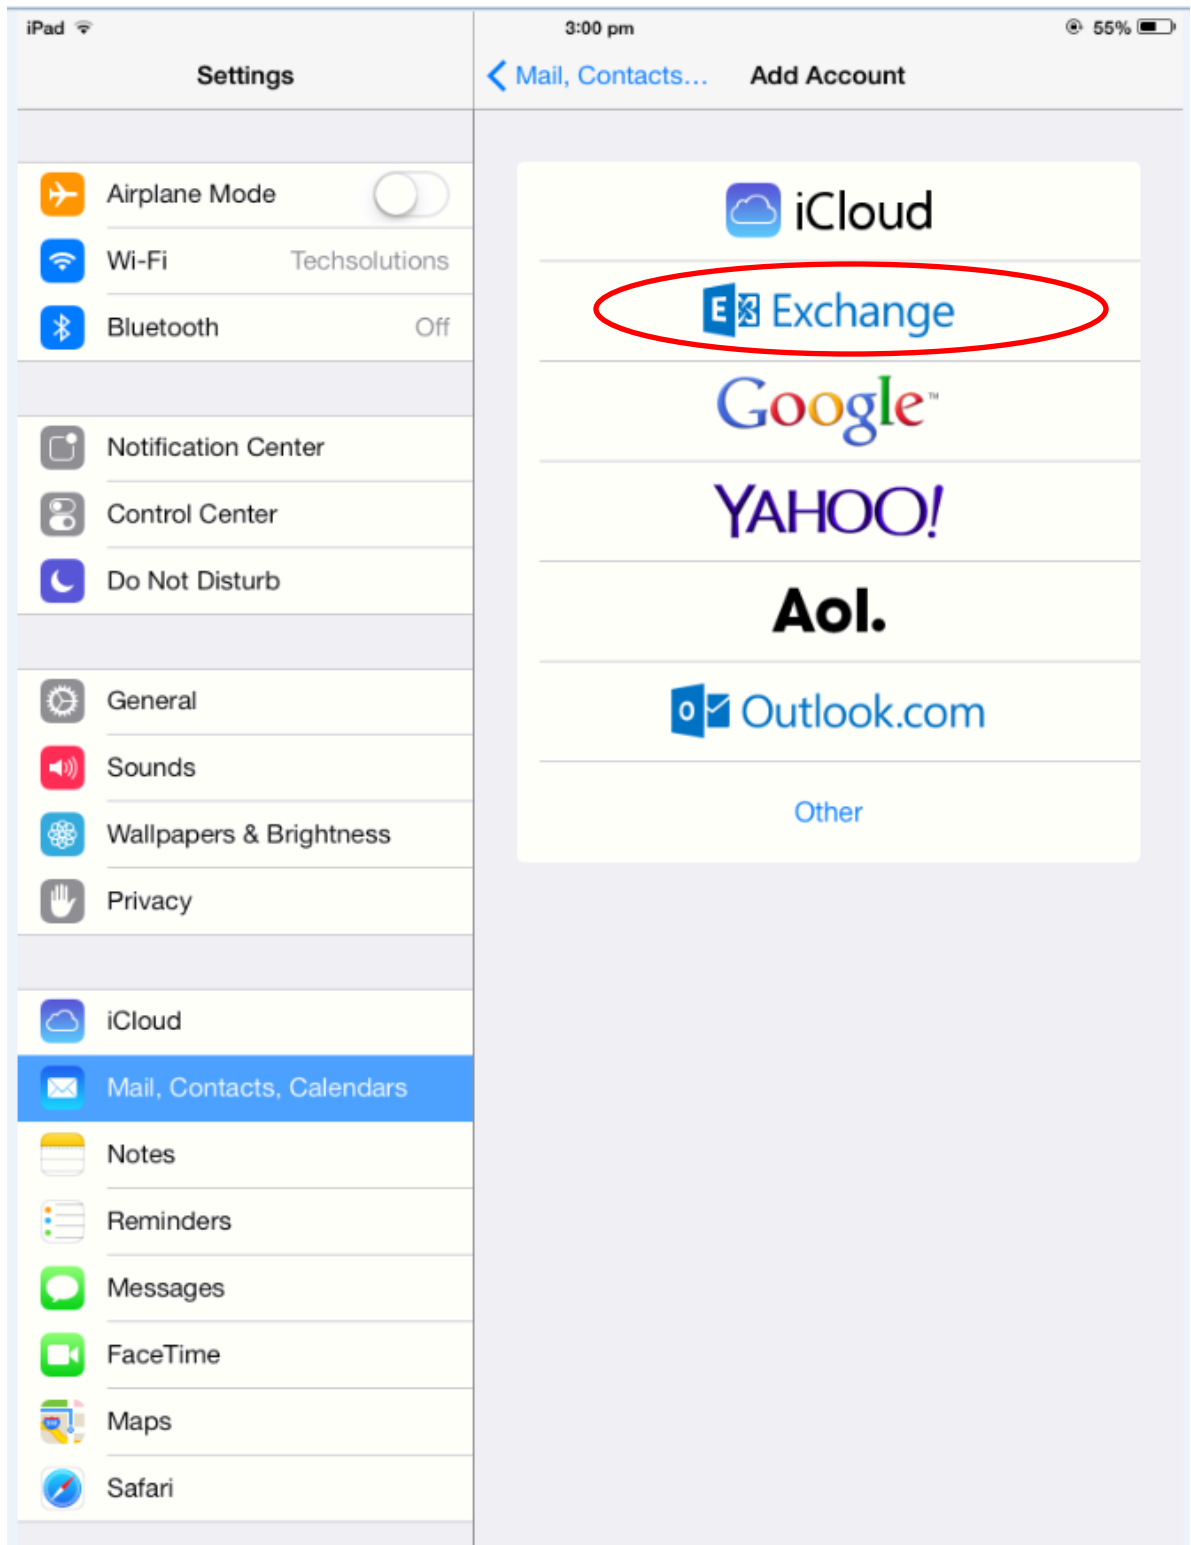 iPad 3:00 pm 55%
Settings
Mail, Contacts... Add Account
Airplane Mode
Wi-Fi Techsolutions
Bluetooth Off
Notification Center
Control Center
Do Not Disturb
General
Sounds
Wallpapers & Brightness
Privacy
iCloud
Mail, Contacts, Calendars
Notes
Reminders
Messages
FaceTime
Maps
Safari
iCloud
E Exchange
Google™
YAHOO!
Aol.
o Outlook.com
Other